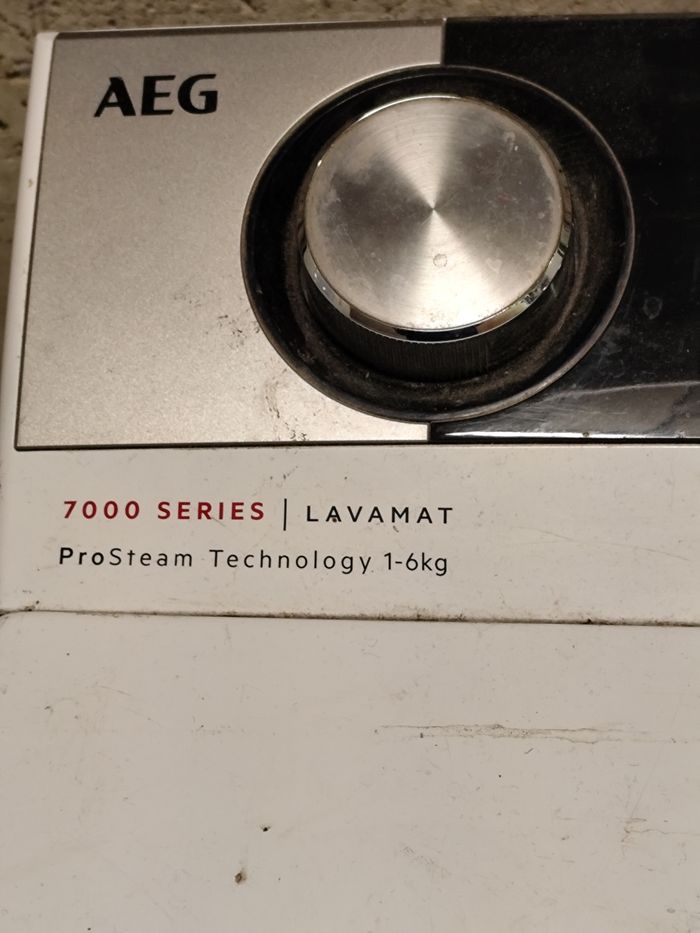 AEG
7000 SERIES | LAVAMAT
ProSteam Technology 1-6kg